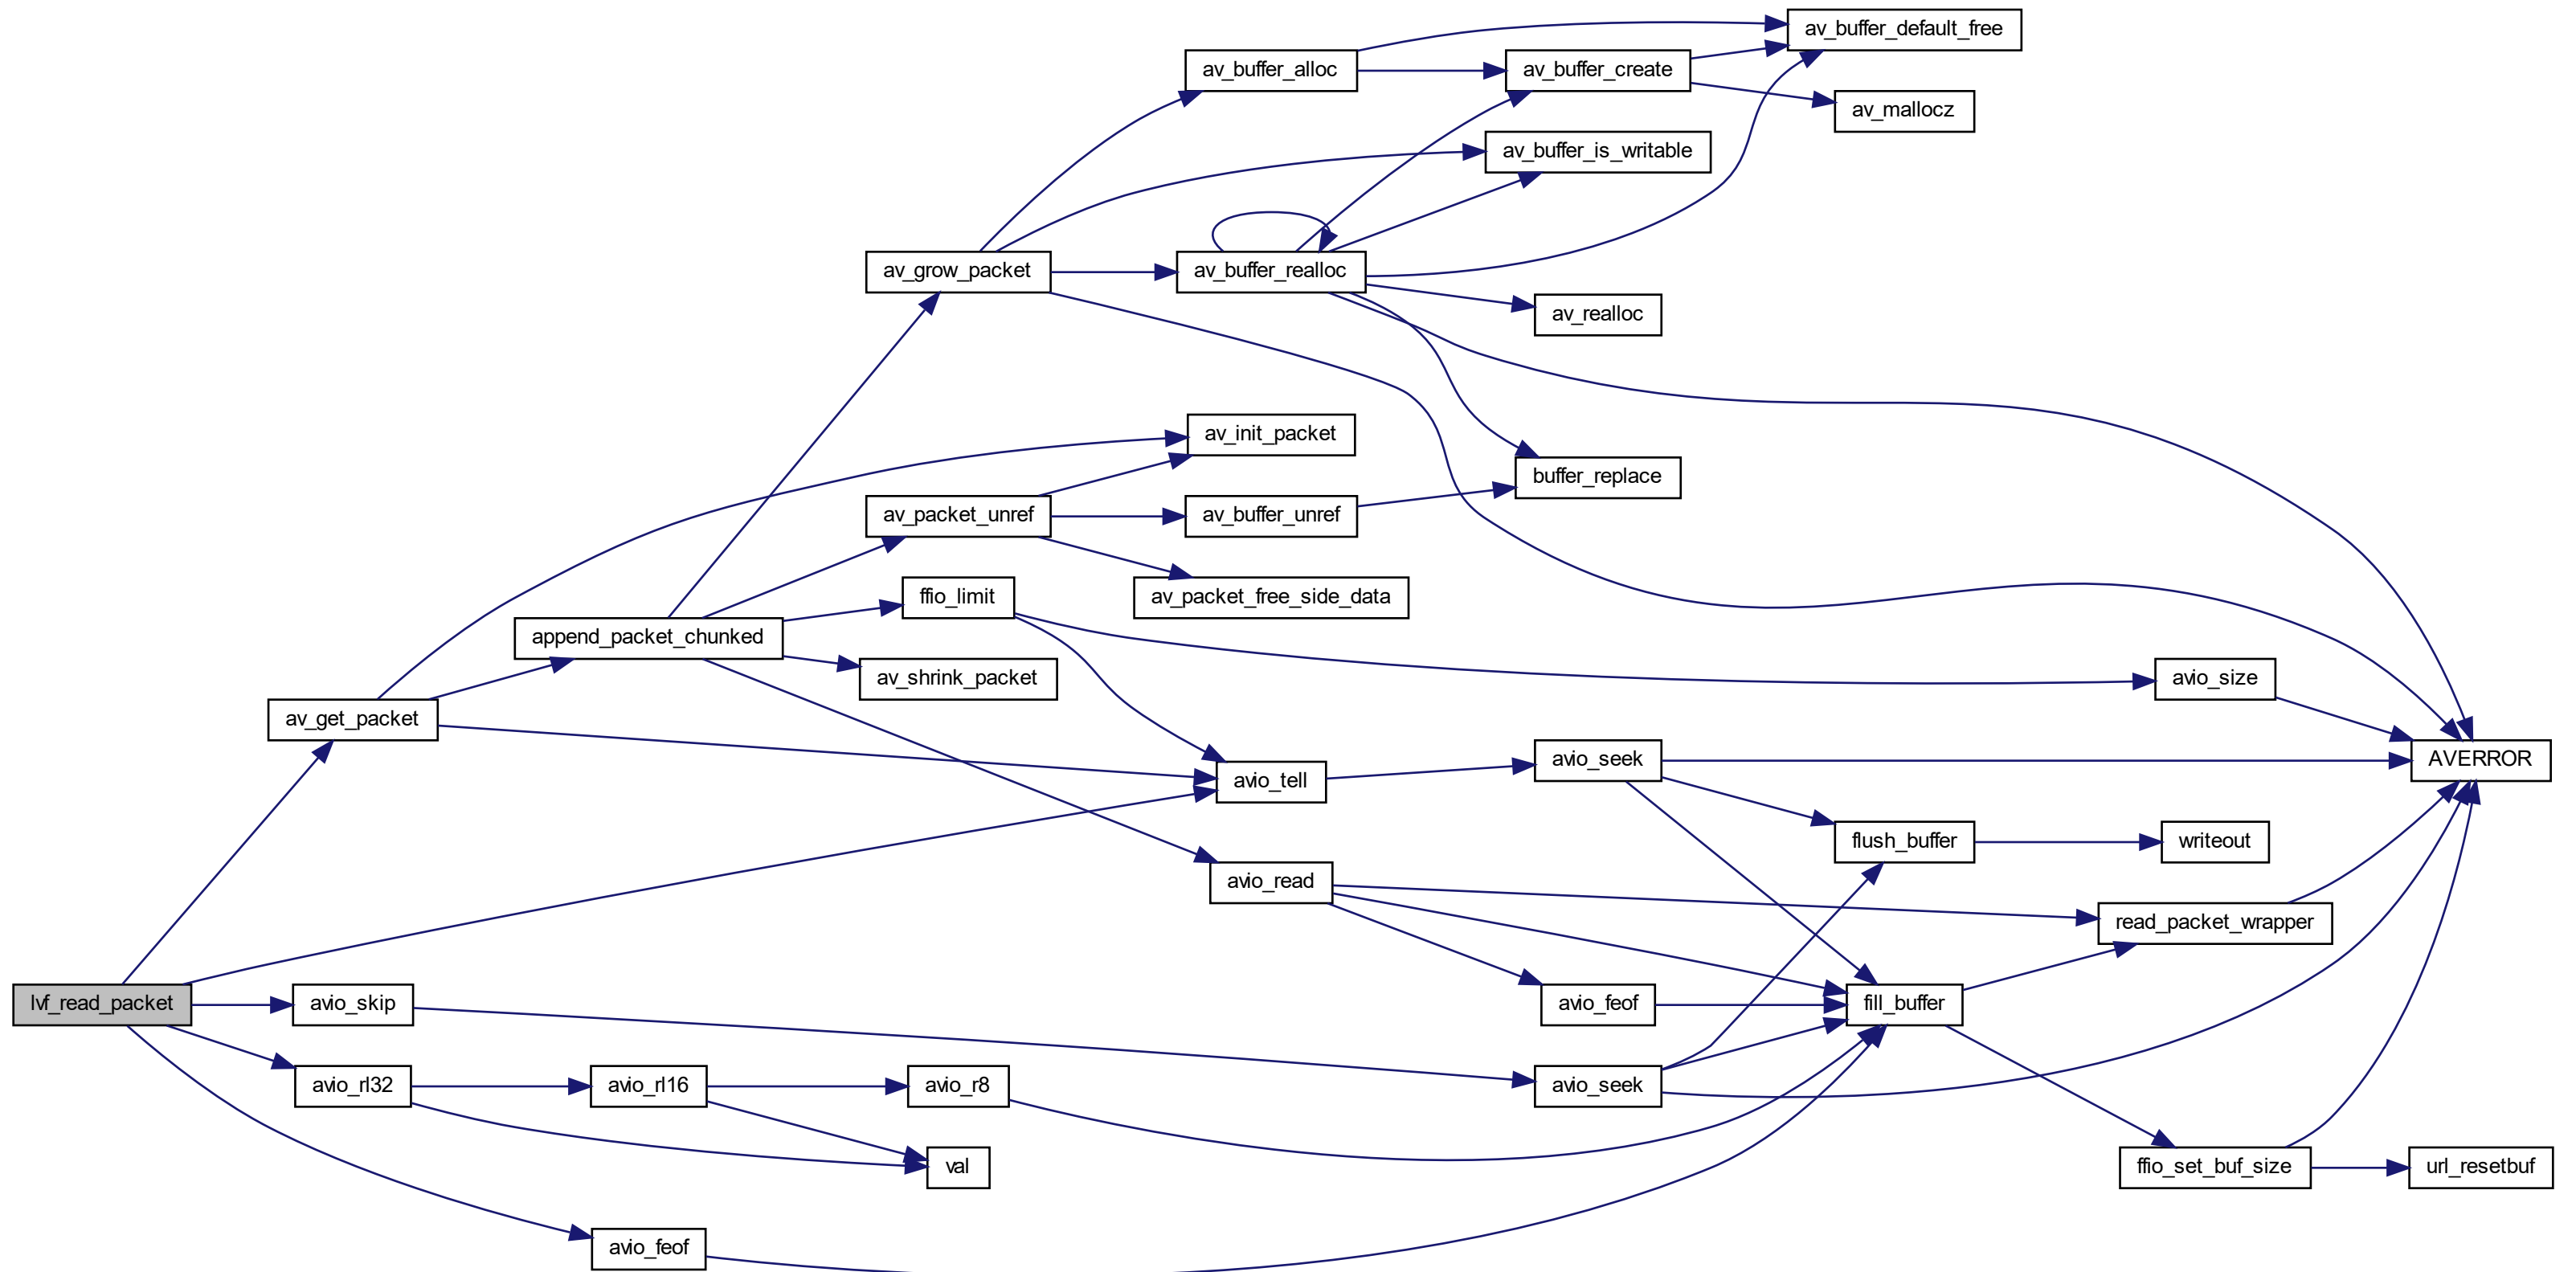 av_buffer_default_free
av_buffer_alloc
av_buffer_create
av_mallocz
av_buffer_is_writable
av_grow_packet
av_buffer_realloc
av_realloc
av_init_packet
buffer_replace
av_packet_unref
av_buffer_unref
av_packet_free_side_data
ffio_limit
append_packet_chunked
av_shrink_packet
avio_size
av_get_packet
avio_tell
avio_seek
AVERROR
flush_buffer
writeout
avio_read
read_packet_wrapper
lvf_read_packet
avio_skip
avio_feof
fill_buffer
avio_rl32
avio_rl16
avio_r8
avio_seek
val
ffio_set_buf_size
url_resetbuf
avio_feof